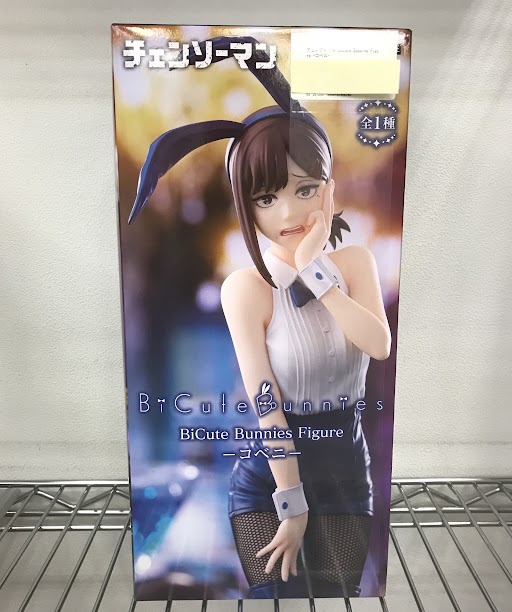 チェンソーマン
全1種
BiCute Bunnies
BiCute Bunnies Figure
ーコベニー